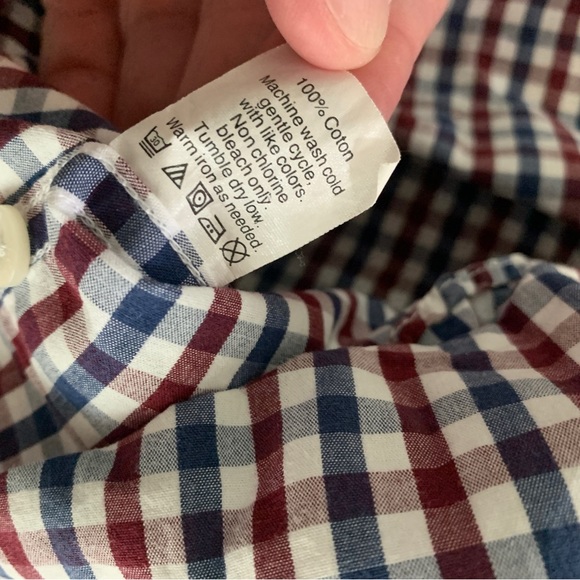 100% Coton
Machine wash cold
gentle cycle.
with like colors.
Non chlorine
bleach only.
Tumble dry low.
Warm iron as needed.